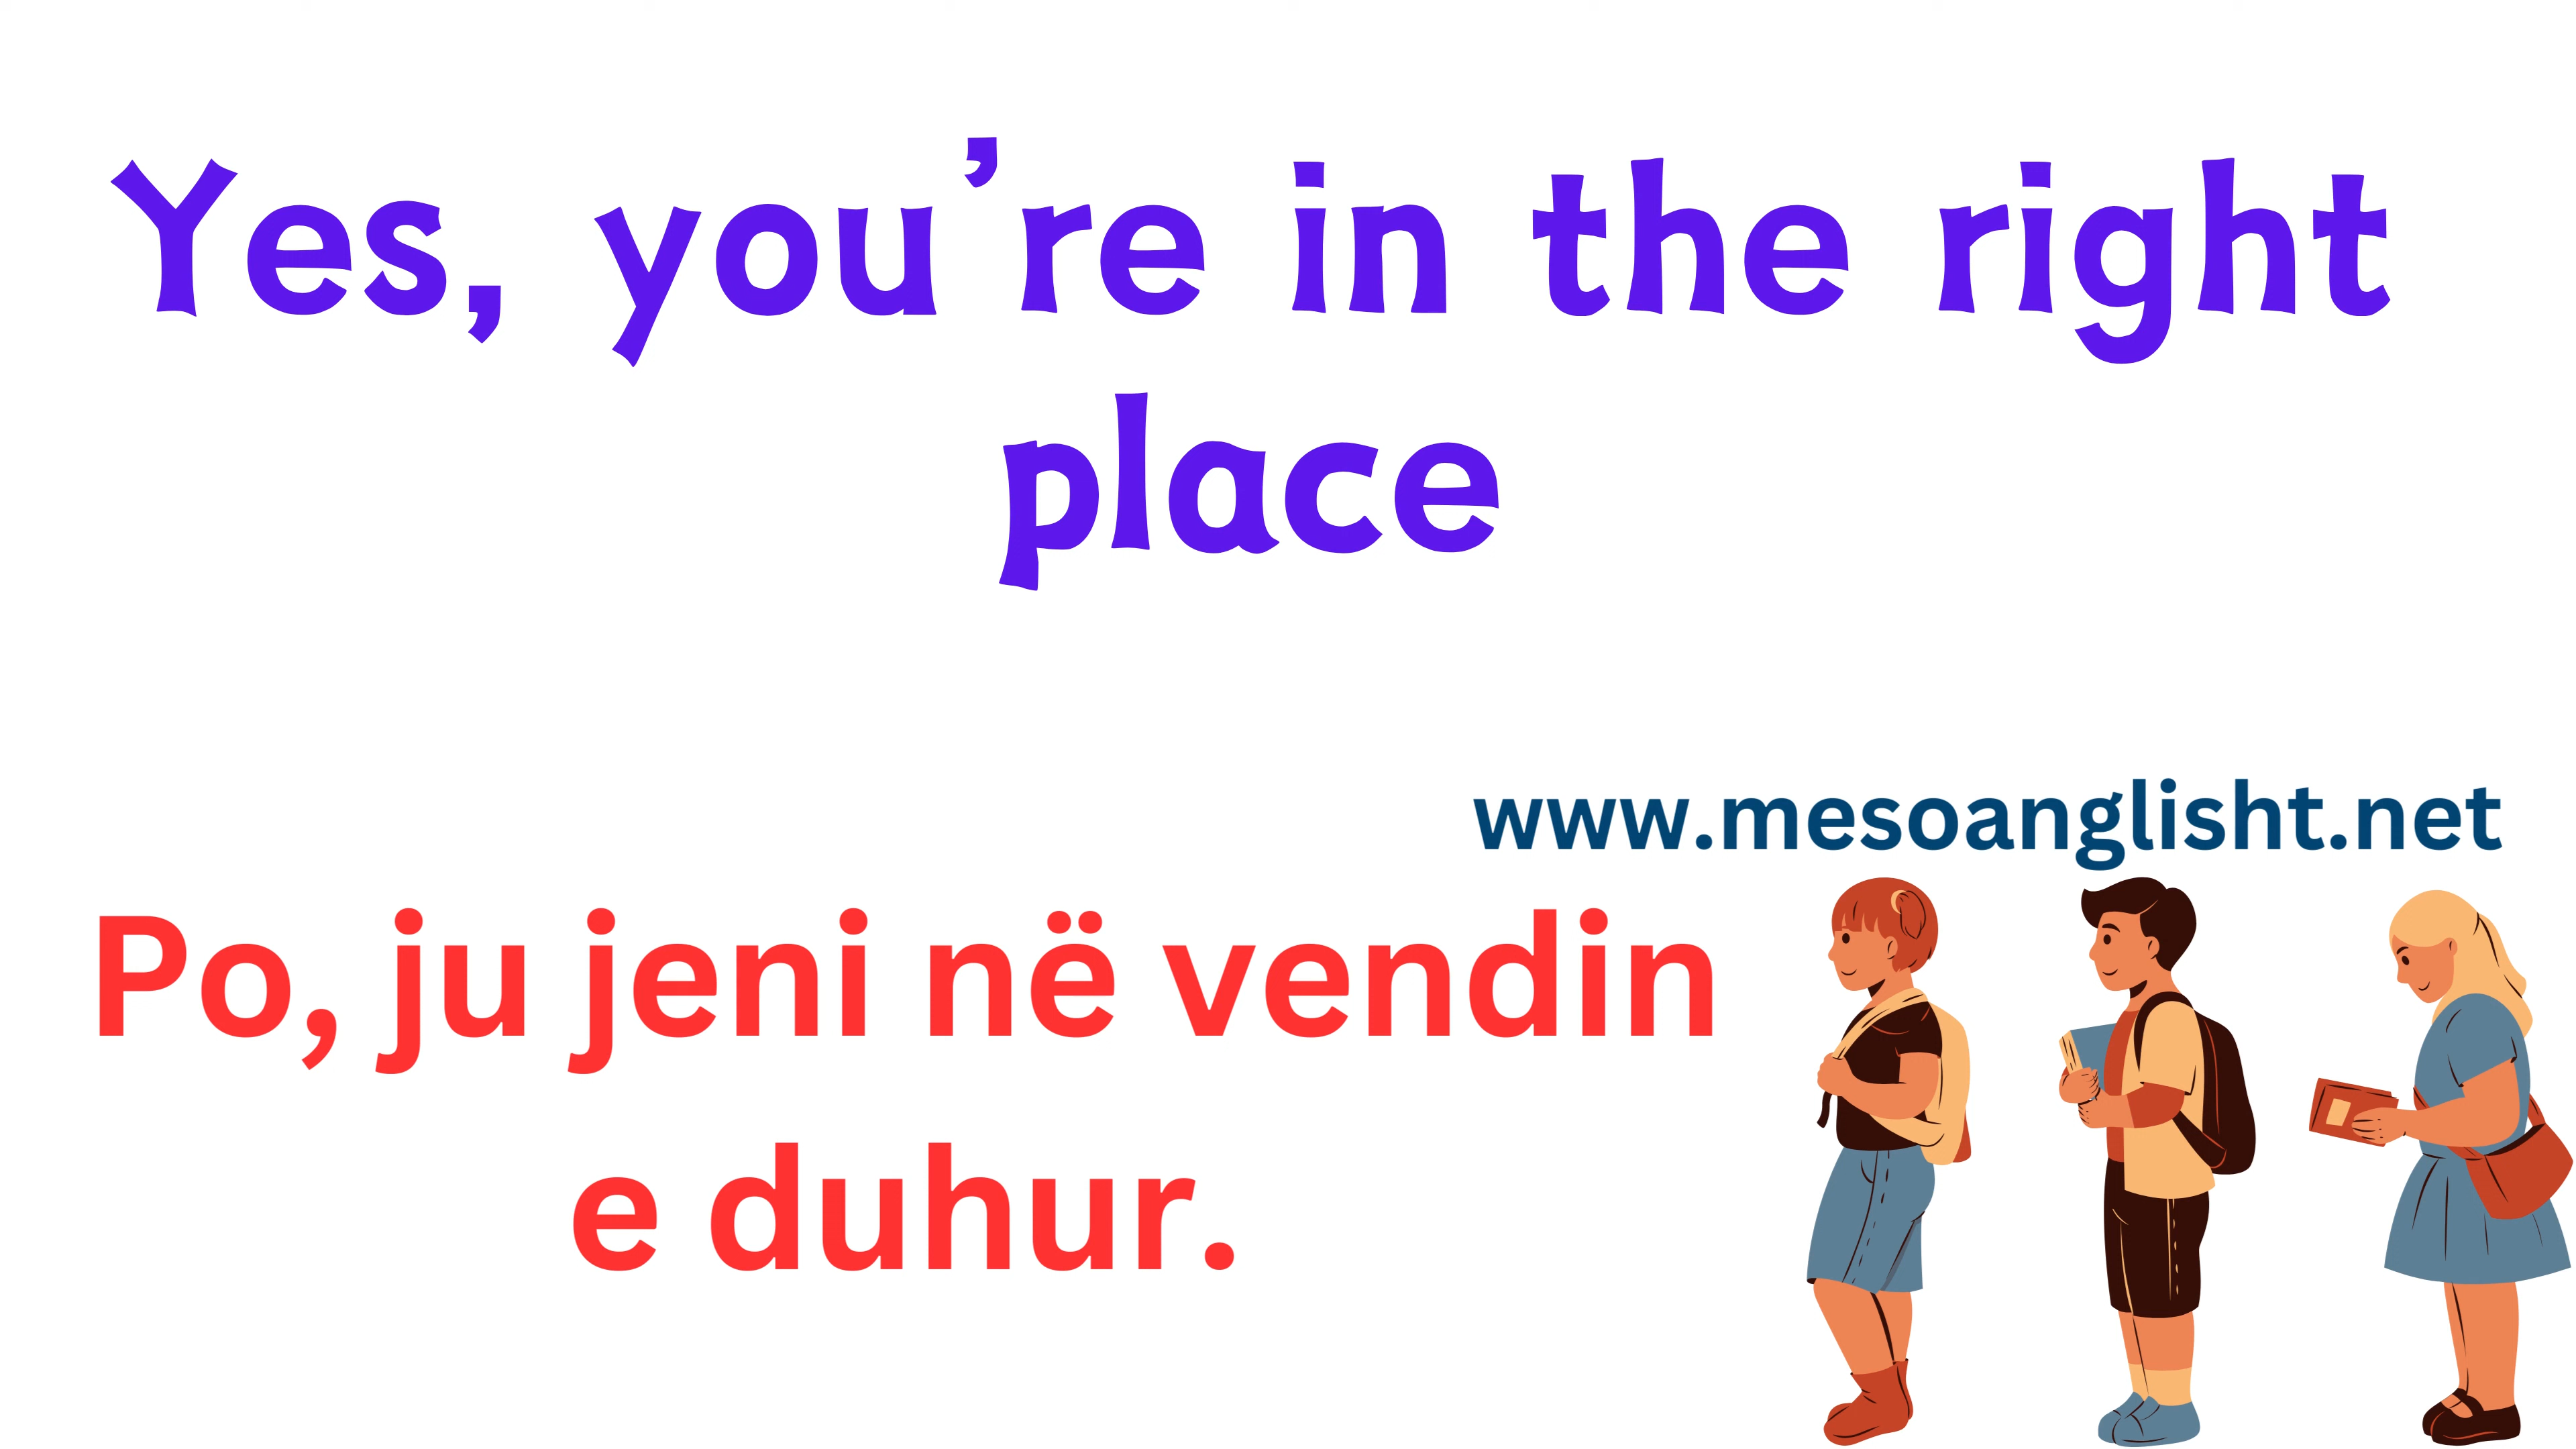 Yes, you’re in the right
place
www.mesoanglisht.net
Po, ju jeni në vendin
e duhur.